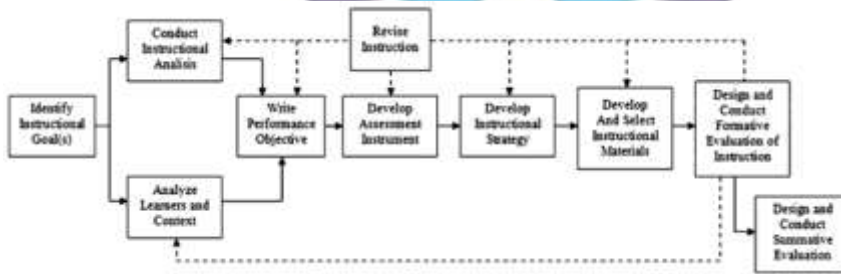 Conduct
Instructional
Analisis
Revise
Instruction
Identify
Instructional
Goal(s)
Write
Performance
Objective
Develop
Assessment
Instrument
Develop
Instructional
Strategy
Develop
And Select
Instructional
Materials
Design and
Conduct
Formative
Evaluation of
Instruction
Analyze
Learners and
Context
Design and
Conduct
Summative
Evaluation